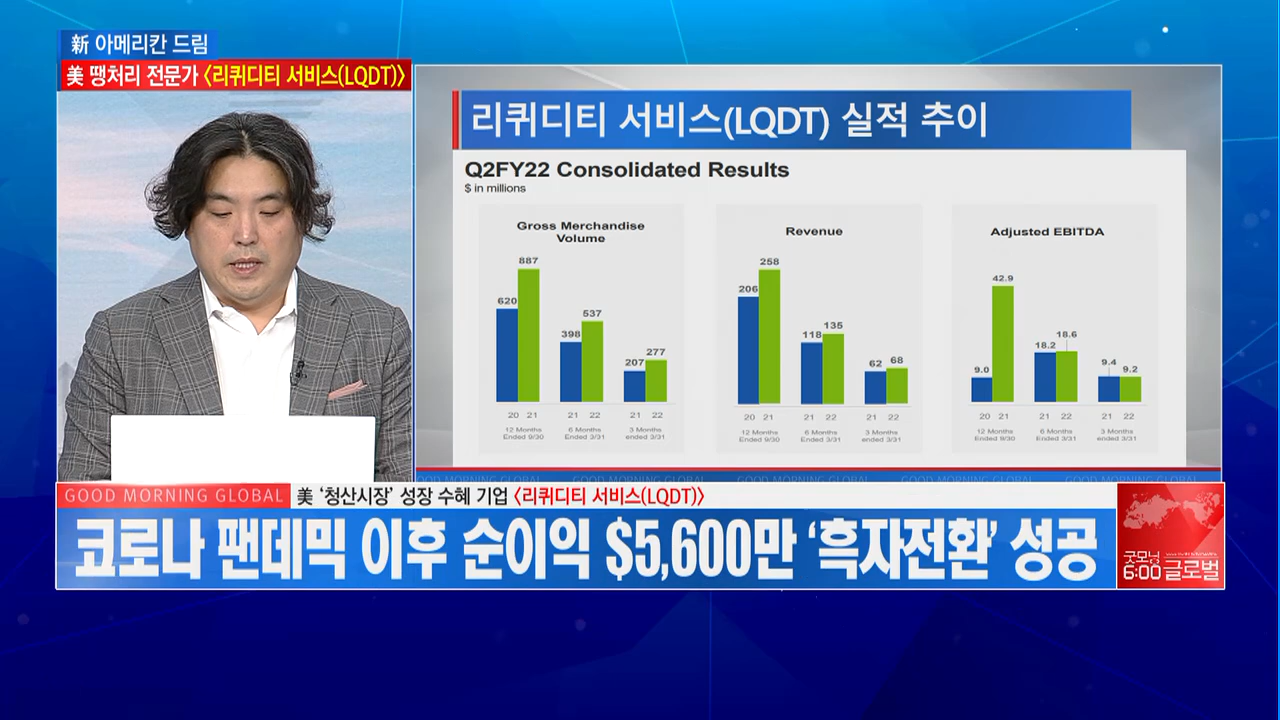 新 아메리칸 드림
美 땡처리 전문가 <리퀴디티 서비스(LQDT)>
리퀴디티 서비스(LQDT) 실적 추이
Q2FY22 Consolidated Results
$ in millions
Gross Merchandise
Volume
620 887 398 537 207 277
20 21 21 22 21 22
12 Months 6 Months 3 Months
Ended 9/30 Ended 3/31 ended 3/31
Revenue
206 258 118 135 62 68
20 21 21 22 21 22
12 Months 6 Months 3 Months
Ended 9/30 Ended 3/31 ended 3/31
Adjusted EBITDA
9.0 42.9 18.2 18.6 9.4 9.2
20 21 21 22 21 22
12 Months 6 Months 3 Months
Ended 9/30 Ended 3/31 ended 3/31
GOOD MORNING GLOBAL
美 '청산시장' 성장 수혜 기업 <리퀴디티 서비스(LQDT)>
코로나 팬데믹 이후 순이익 $5,600만 '흑자전환' 성공
굿모닝
6:00 글로벌